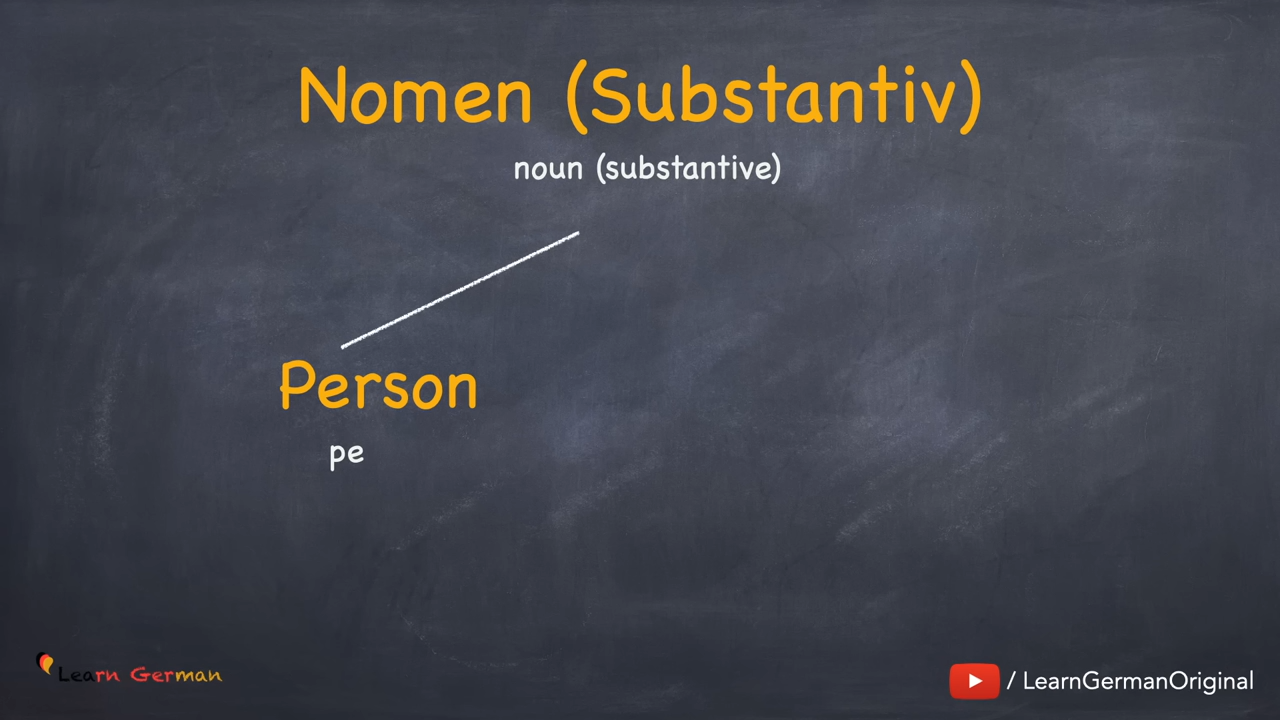 Nomen (Substantiv)
noun (substantive)
Person
pe
Learn German
/ LearnGermanOriginal